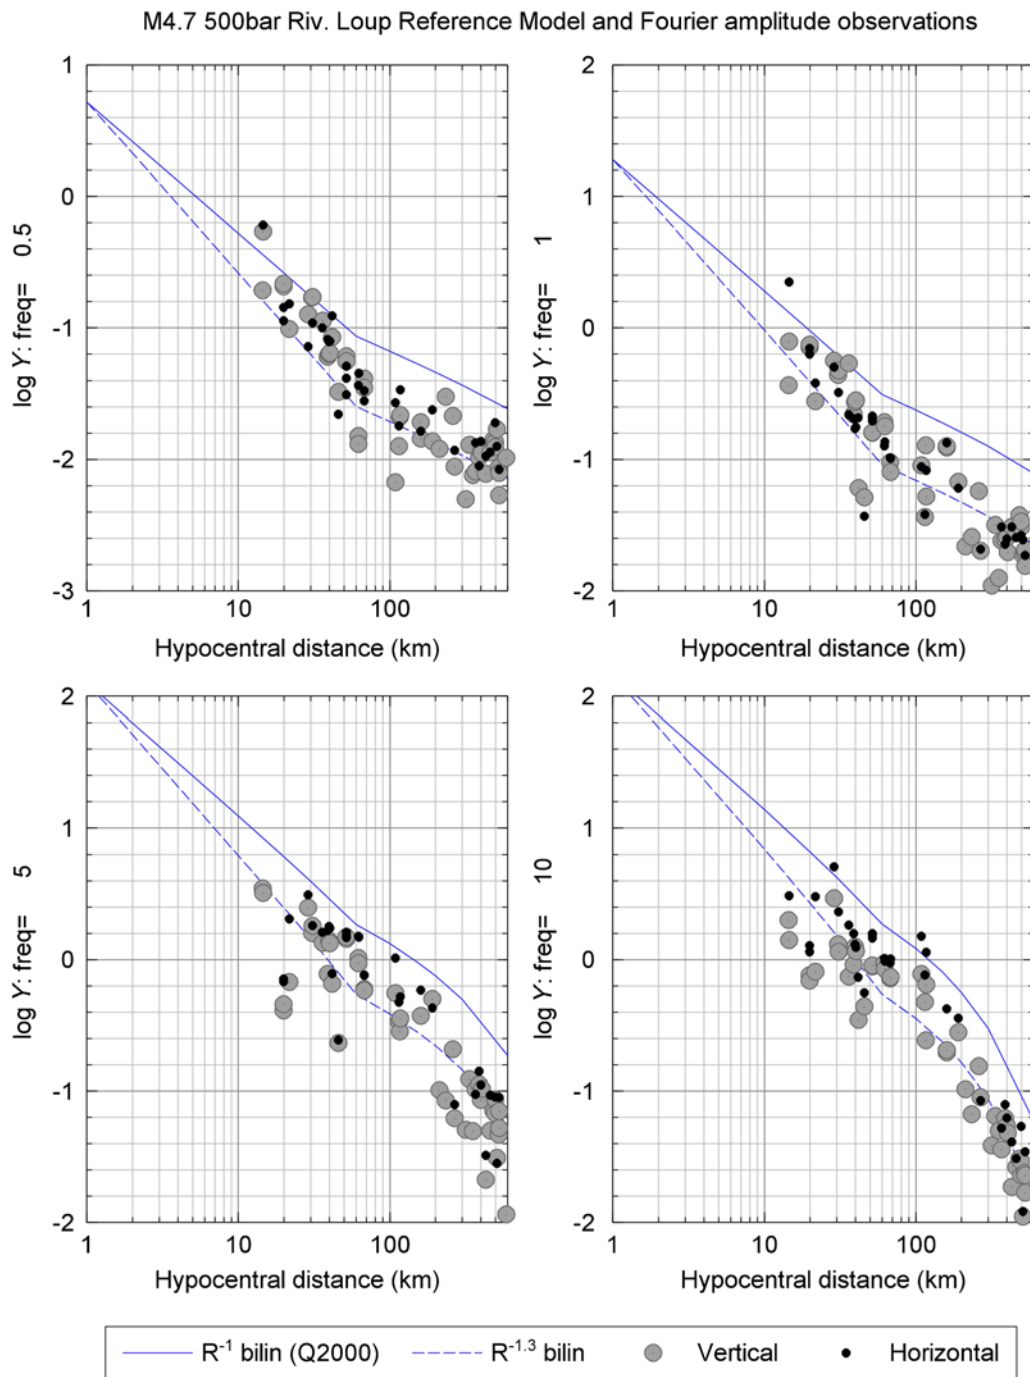 M4.7 500bar Riv. Loup Reference Model and Fourier amplitude observations
1
0
-1
-2
-3
log Y: freq= 0.5
1 10 100
Hypocentral distance (km)
2
1
0
-1
-2
log Y: freq= 1
1 10 100
Hypocentral distance (km)
2
1
0
-1
-2
log Y: freq= 5
1 10 100
Hypocentral distance (km)
2
1
0
-1
-2
log Y: freq= 10
1 10 100
Hypocentral distance (km)
R⁻¹ bilin (Q2000) R⁻¹·³ bilin Vertical Horizontal